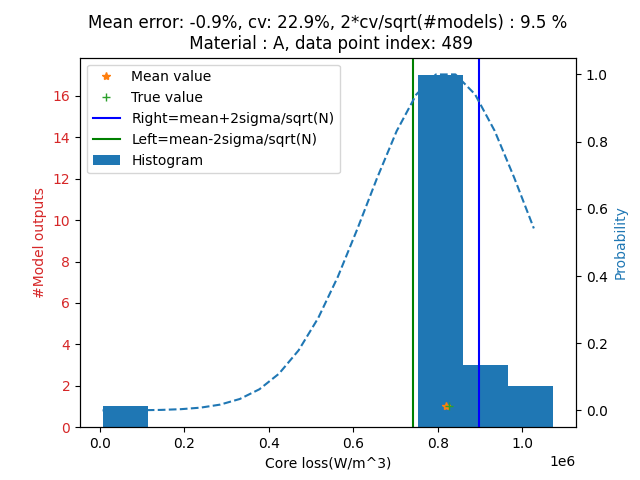 Mean error: -0.9%, cv: 22.9%, 2*cv/sqrt(#models) : 9.5 %
Material : A, data point index: 489
Mean value
True value
Right=mean+2sigma/sqrt(N)
Left=mean-2sigma/sqrt(N)
Histogram
#Model outputs
16
14
12
10
8
6
4
2
0
1.0
0.8
0.6
0.4
0.2
0.0
Probability
0.0 0.2 0.4 0.6 0.8 1.0
1e6
Core loss(W/m^3)